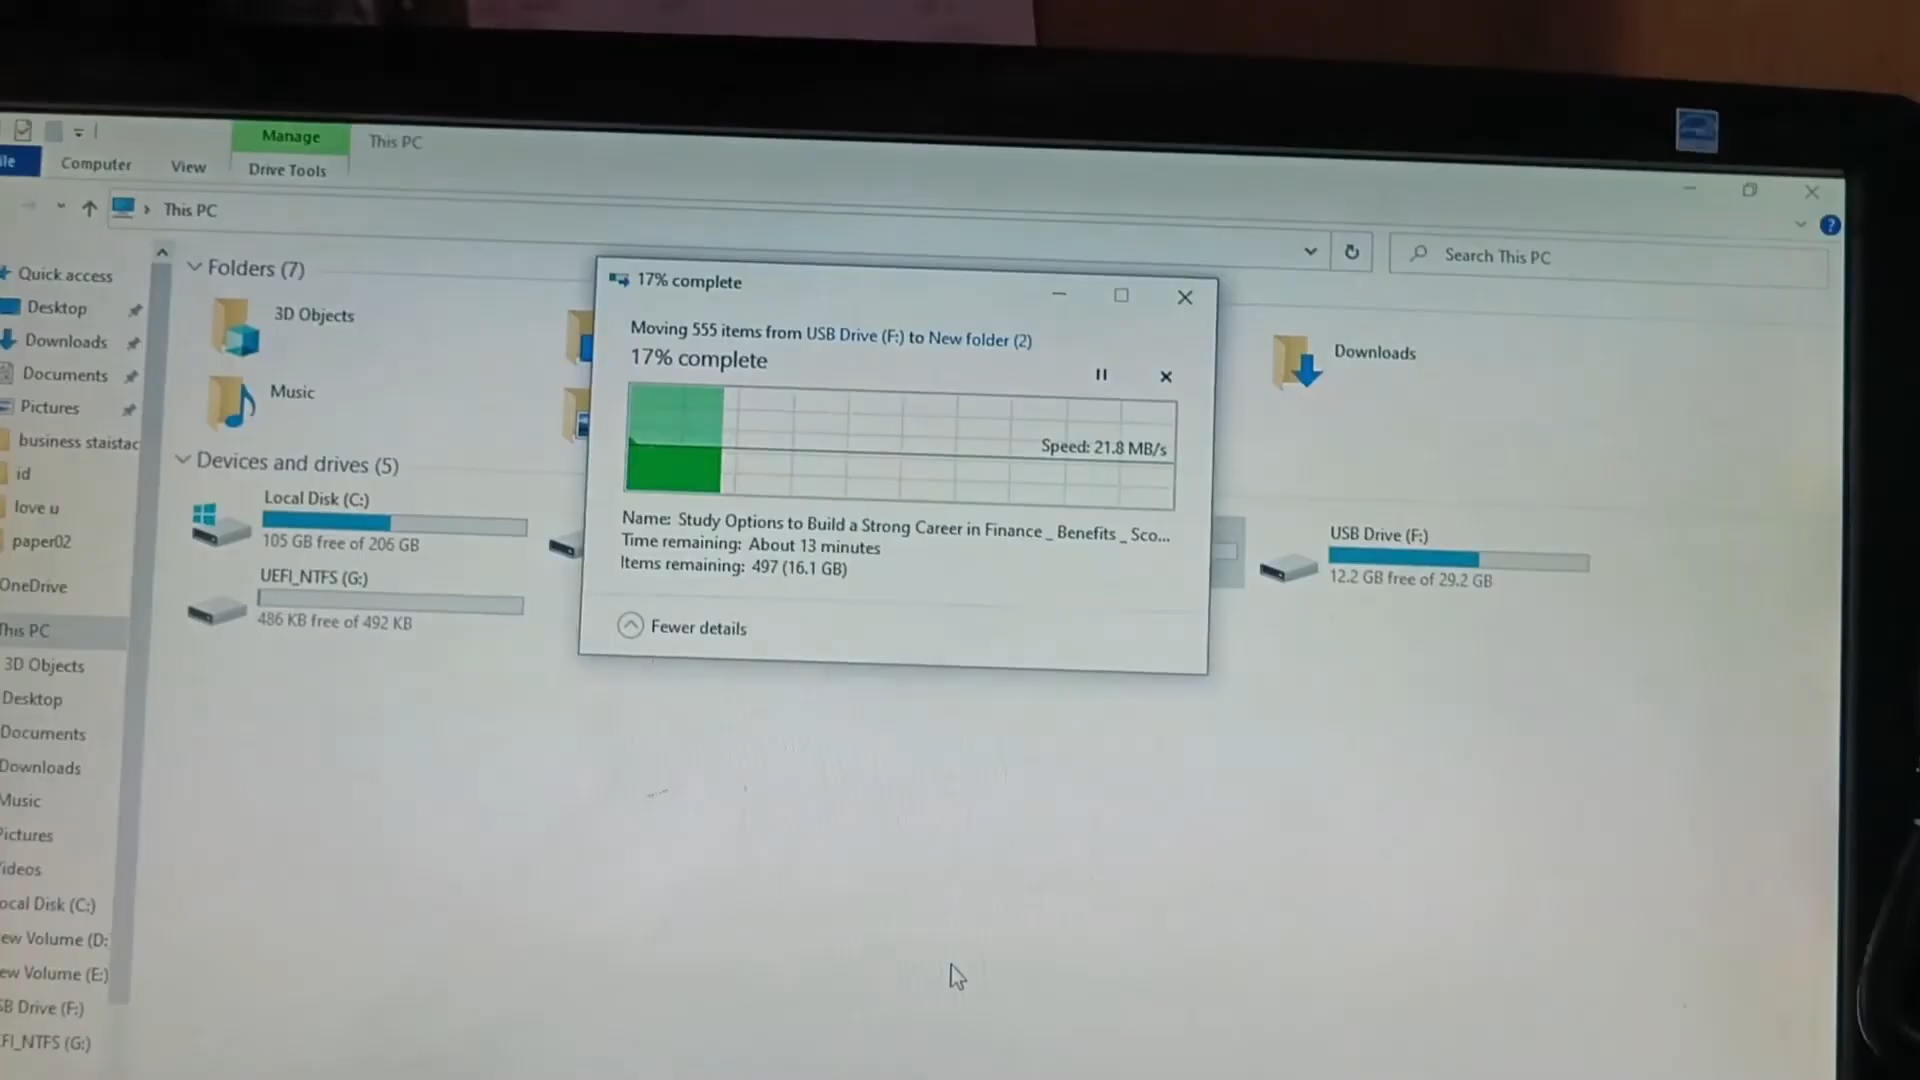 Manage
This PC
ile
Computer
View
Drive Tools
This PC
Search This PC
Quick access
Desktop
Downloads
Documents
Pictures
business staistac
id
love u
paper02
OneDrive
This PC
3D Objects
Desktop
Documents
Downloads
Music
Pictures
ideos
ocal Disk (C:)
ew Volume (D:
ew Volume (E:)
SB Drive (F:)
EFI_NTFS (G:)
Folders (7)
3D Objects
Music
Downloads
Devices and drives (5)
Local Disk (C:)
105 GB free of 206 GB
UEFI_NTFS (G:)
486 KB free of 492 KB
USB Drive (F:)
12.2 GB free of 29.2 GB
17% complete
Moving 555 items from USB Drive (F:) to New folder (2)
17% complete
Speed: 21.8 MB/s
Name: Study Options to Build a Strong Career in Finance _ Benefits _ Sco...
Time remaining: About 13 minutes
Items remaining: 497 (16.1 GB)
Fewer details